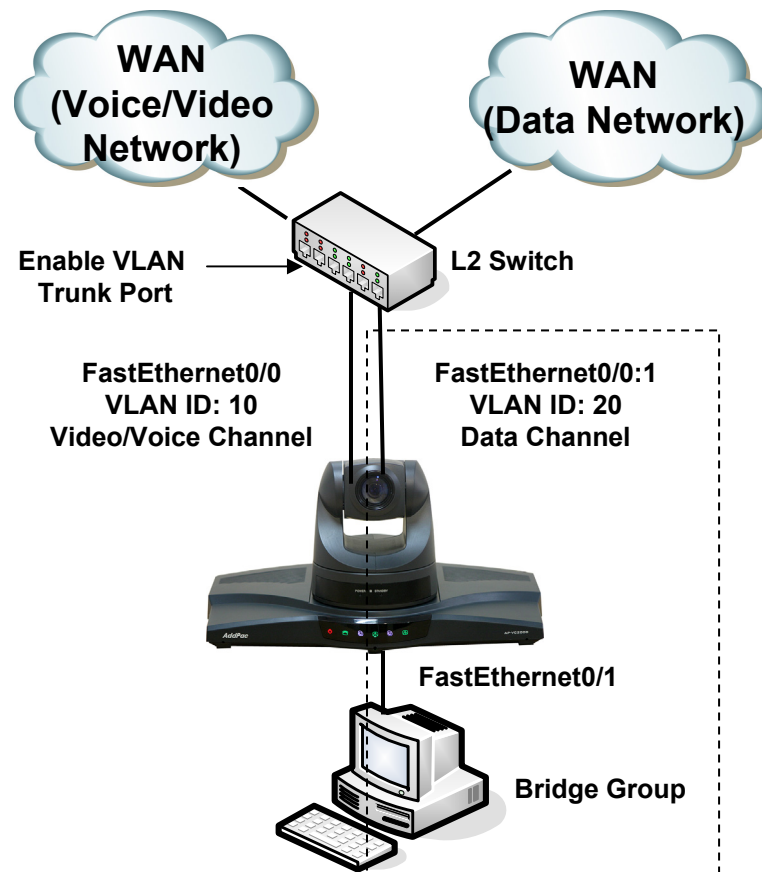 WAN
(Voice/Video
Network)
WAN
(Data Network)
Enable VLAN
Trunk Port
L2 Switch
FastEthernet0/0
VLAN ID: 10
Video/Voice Channel
FastEthernet0/0:1
VLAN ID: 20
Data Channel
AddPac
FastEthernet0/1
Bridge Group